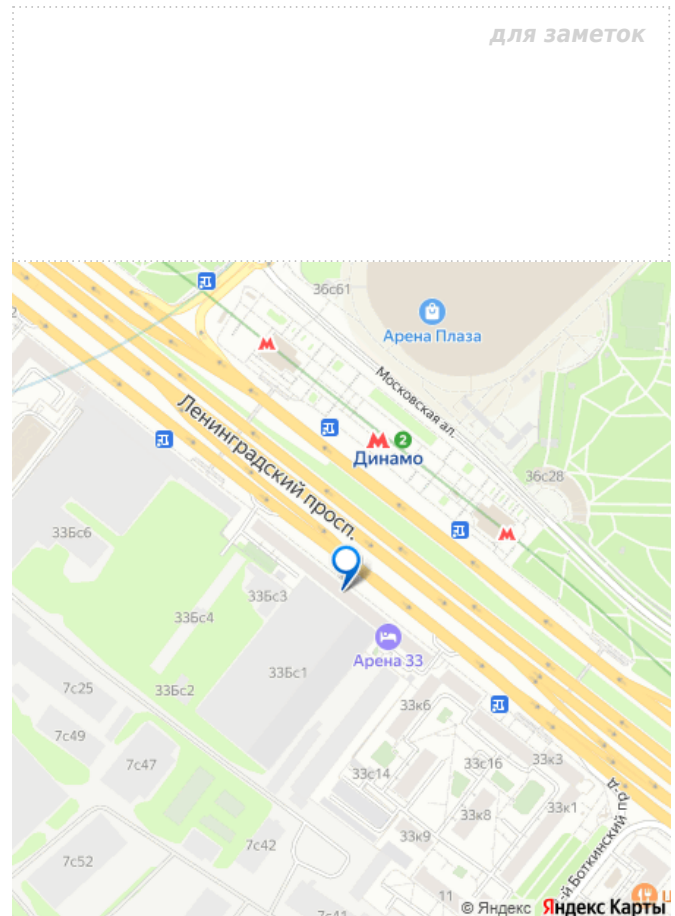 для заметок
36с61
Арена Плаза
Московская ал.
Ленинградский просп.
2
Динамо
36с28
33Бс6
33Бс3
33Бс4
Арена 33
33Бс1
7с25
33Бс2
33к6
7с49
7с47
33с14
33с16
33к3
33к8
33к1
33к9
7с42
7с52
11
© Яндекс Яндекс Карты